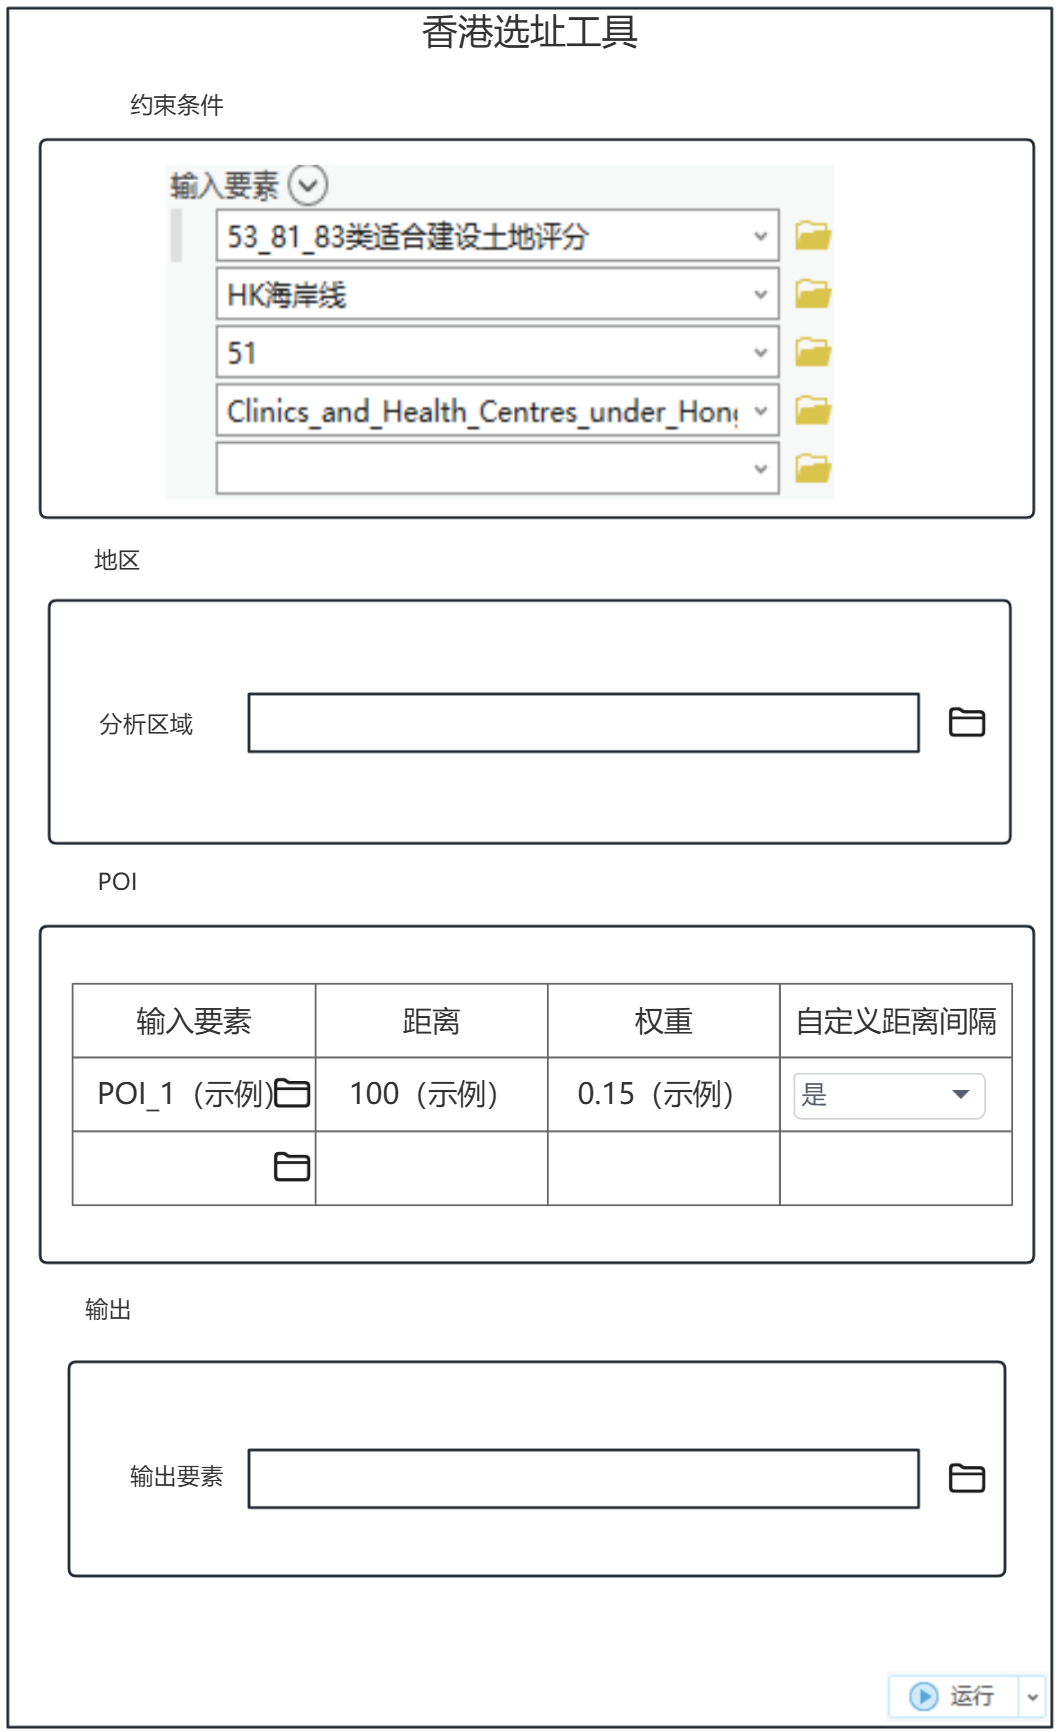 香港选址工具
约束条件
输入要素
53_81_83类适合建设土地评分
HK海岸线
51
Clinics_and_Health_Centres_under_Hong
地区
分析区域
POI
输入要素 距离 权重 自定义距离间隔
POI_1（示例） 100（示例） 0.15（示例） 是
输出
输出要素
运行